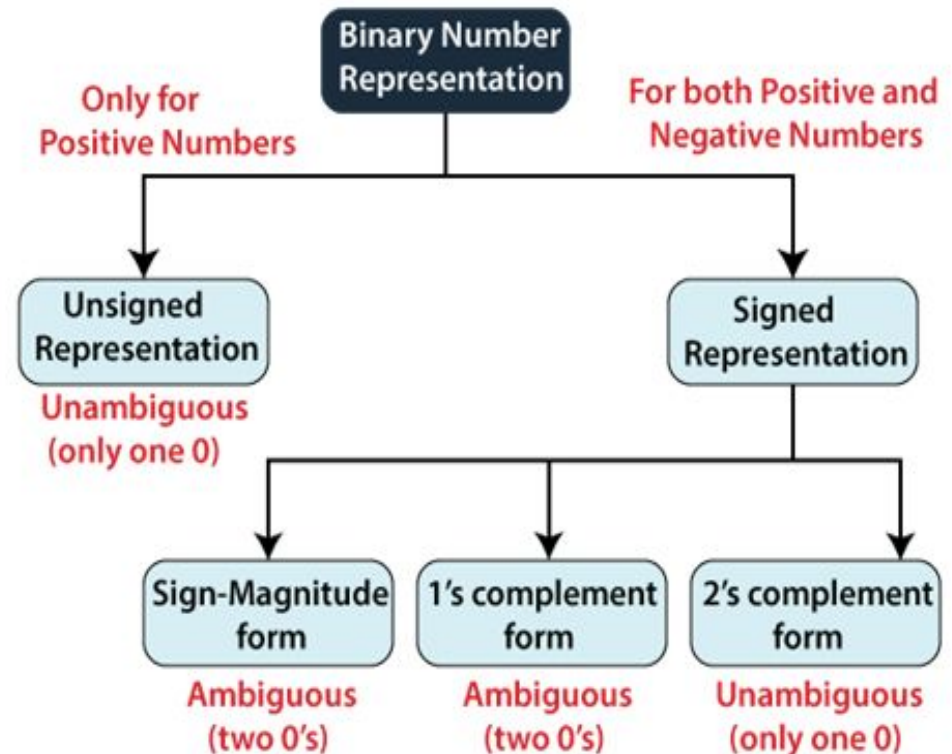 Binary Number
Representation
Only for
Positive Numbers
For both Positive and
Negative Numbers
Unsigned
Representation
Unambiguous
(only one 0)
Signed
Representation
Sign-Magnitude
form
Ambiguous
(two 0's)
1's complement
form
Ambiguous
(two 0's)
2's complement
form
Unambiguous
(only one 0)